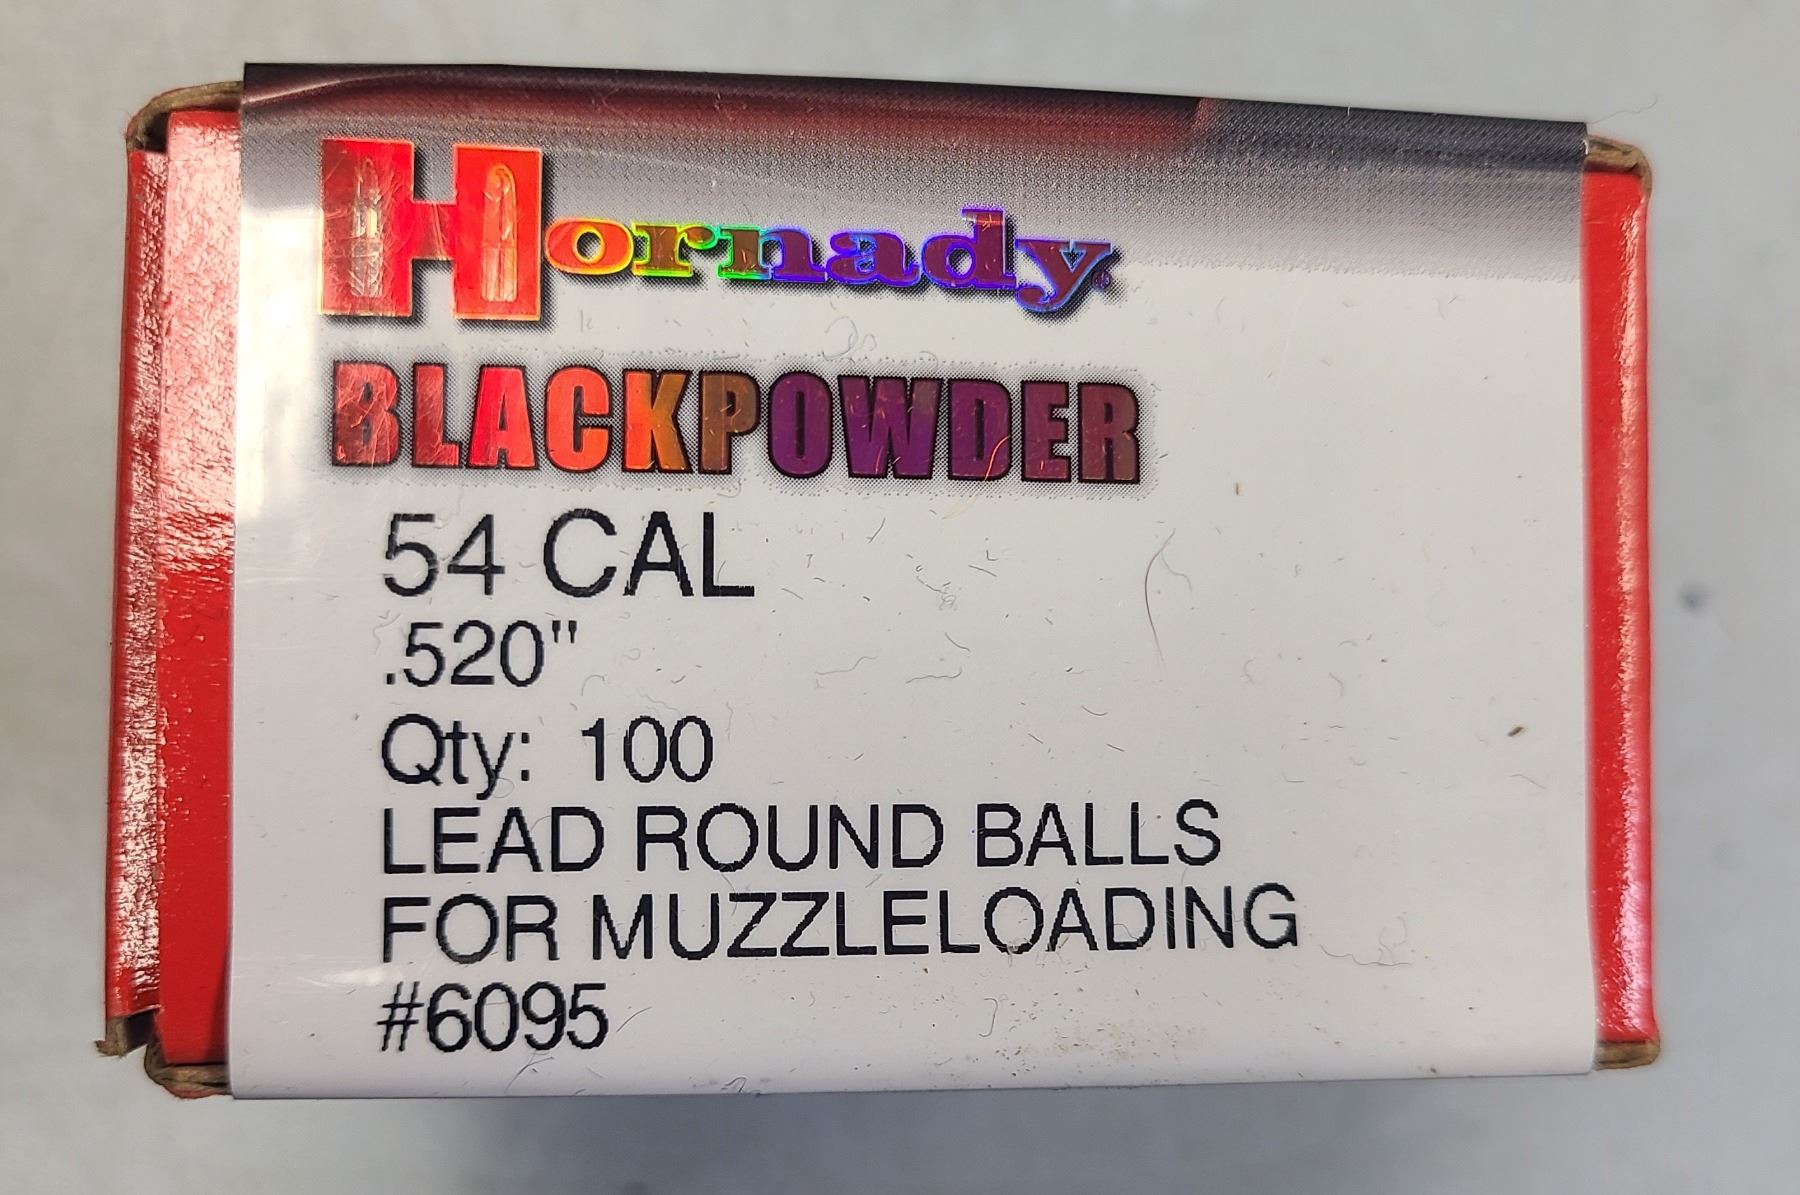 Hornady®
BLACKPOWDER
54 CAL
.520"
Qty: 100
LEAD ROUND BALLS
FOR MUZZLELOADING
#6095